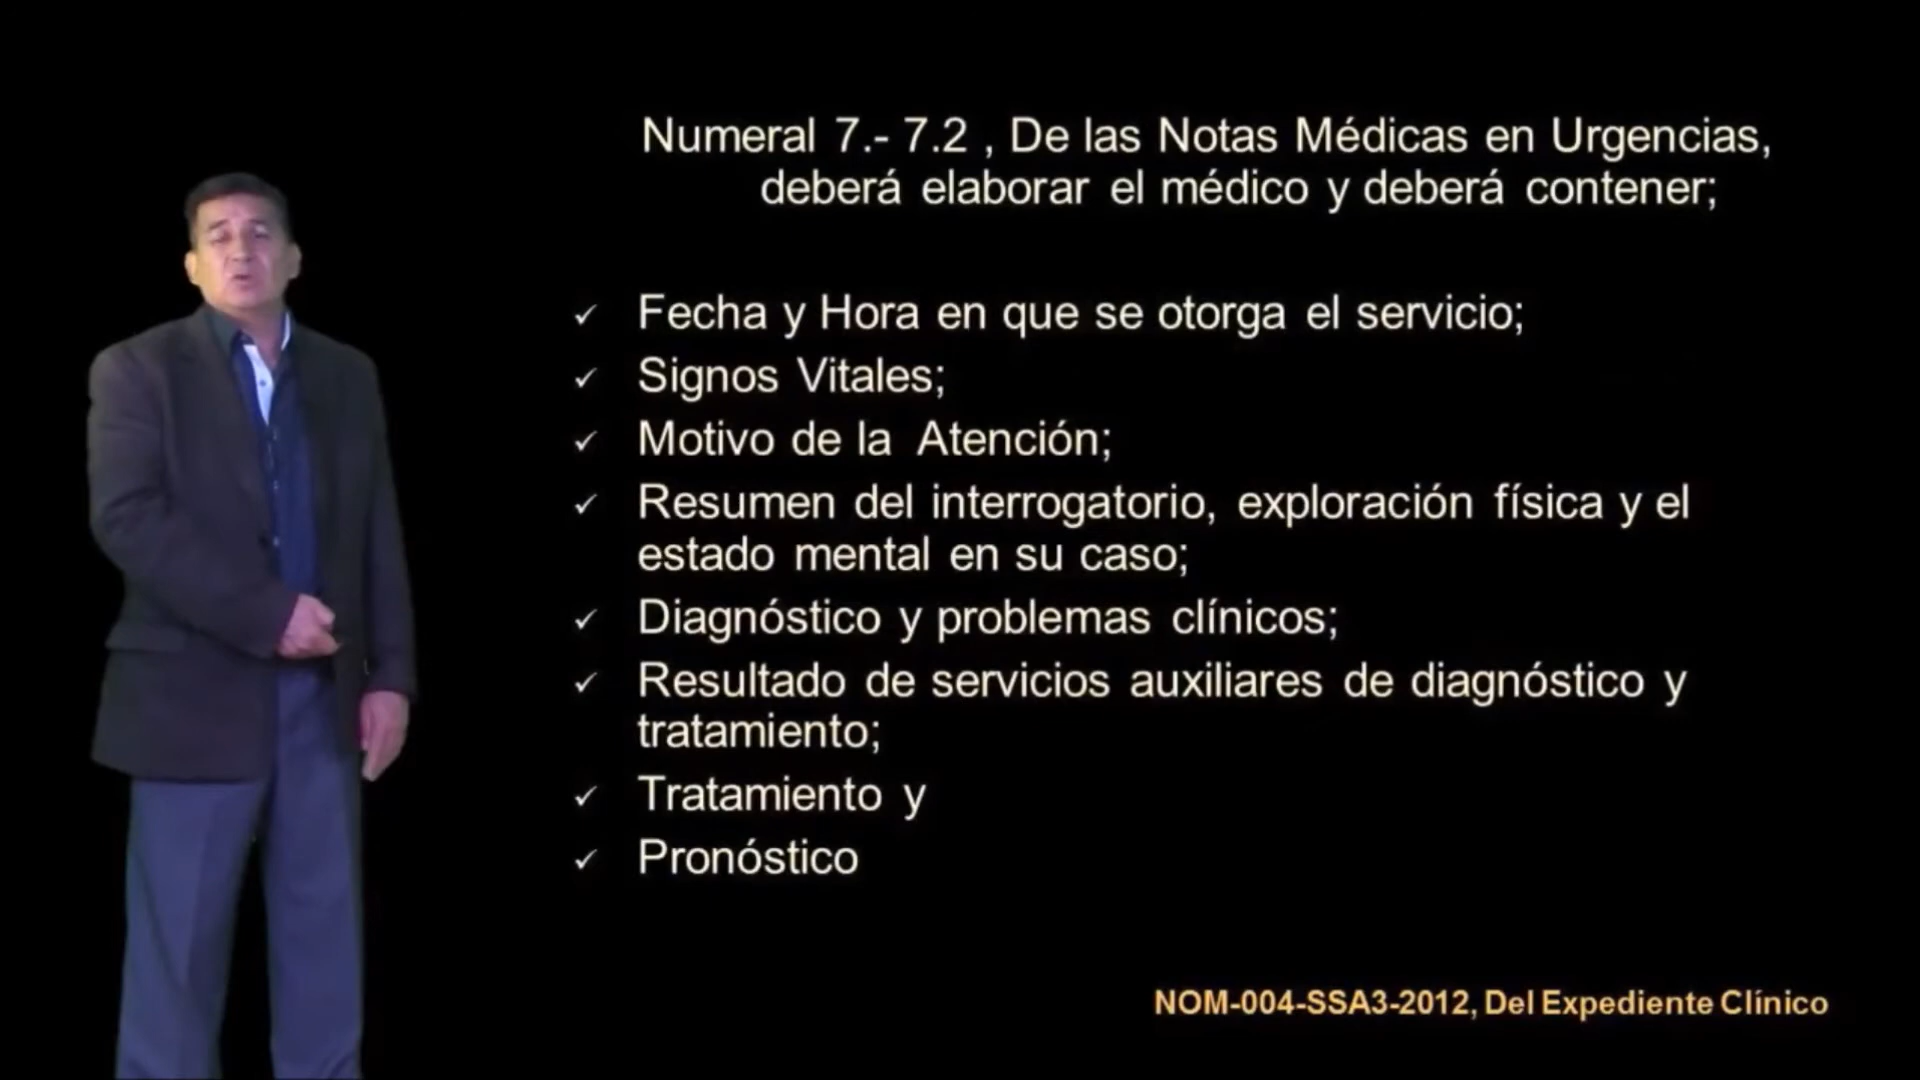 Numeral 7.- 7.2 , De las Notas Médicas en Urgencias,
deberá elaborar el médico y deberá contener;
✓ Fecha y Hora en que se otorga el servicio;
✓ Signos Vitales;
✓ Motivo de la Atención;
✓ Resumen del interrogatorio, exploración física y el
estado mental en su caso;
✓ Diagnóstico y problemas clínicos;
✓ Resultado de servicios auxiliares de diagnóstico y
tratamiento;
✓ Tratamiento y
✓ Pronóstico
NOM-004-SSA3-2012, Del Expediente Clínico